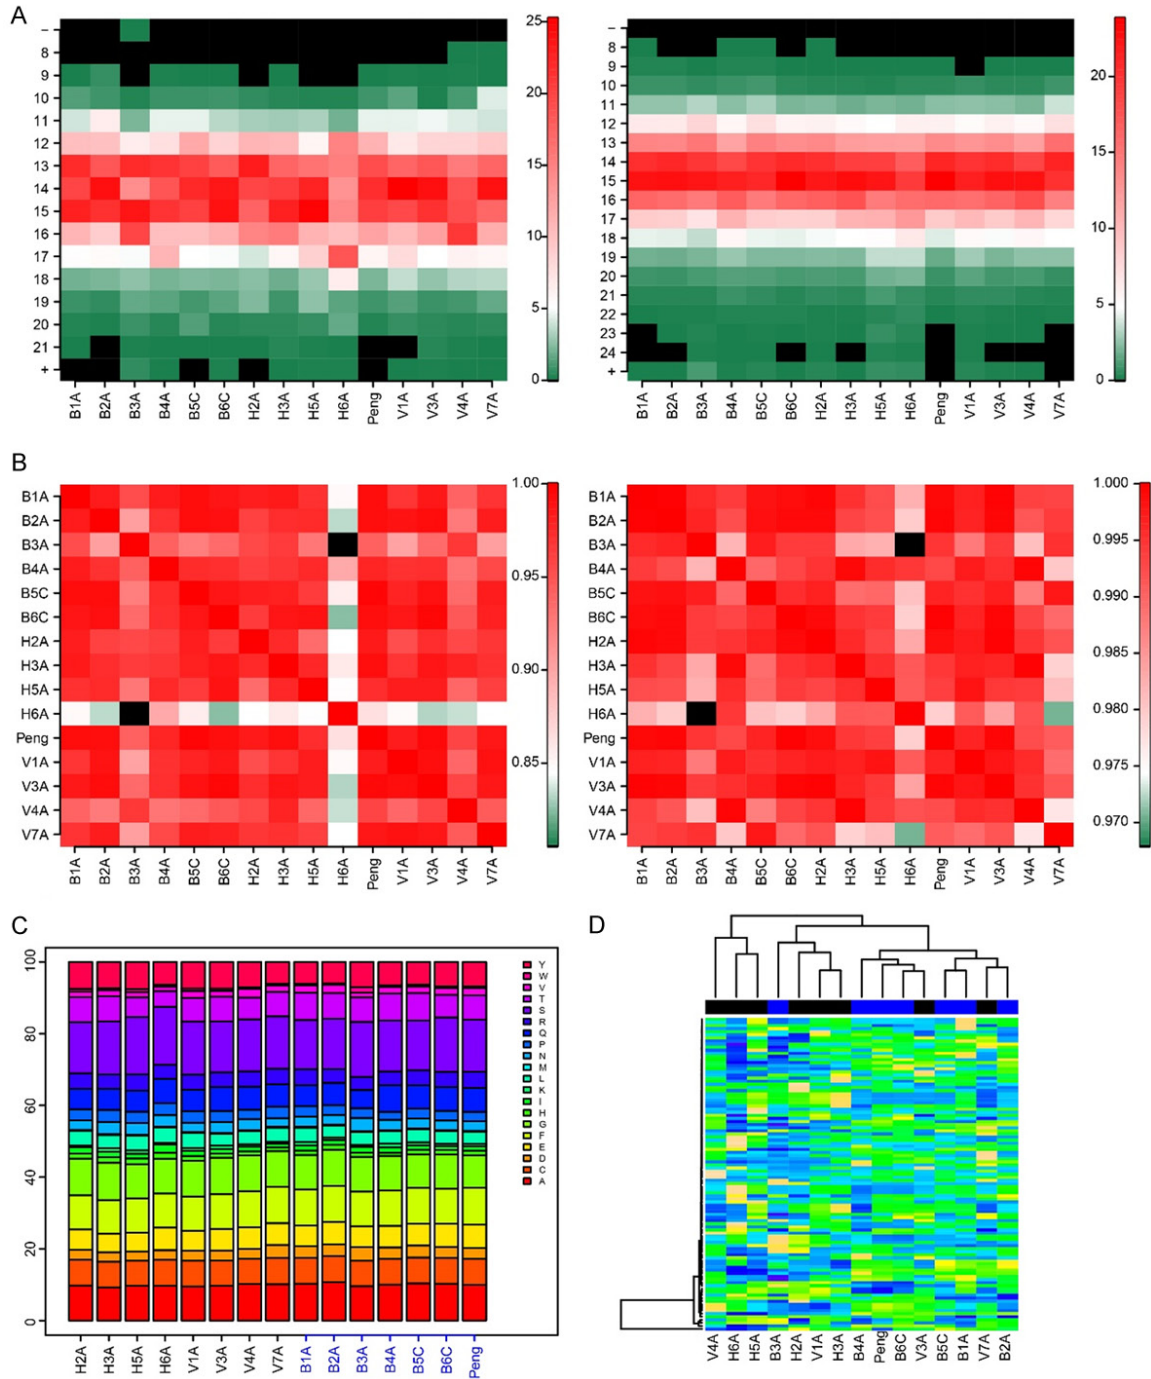 A
–
8
9
10
11
12
13
14
15
16
17
18
19
20
21
+
B1A B2A B3A B4A B5C B6C H2A H3A H5A H6A Peng V1A V3A V4A V7A
25
20
15
10
5
0
–
8
9
10
11
12
13
14
15
16
17
18
19
20
21
22
23
24
+
B1A B2A B3A B4A B5C B6C H2A H3A H5A H6A Peng V1A V3A V4A V7A
20
15
10
5
0
B
B1A
B2A
B3A
B4A
B5C
B6C
H2A
H3A
H5A
H6A
Peng
V1A
V3A
V4A
V7A
B1A B2A B3A B4A B5C B6C H2A H3A H5A H6A Peng V1A V3A V4A V7A
1.00
0.95
0.90
0.85
B1A
B2A
B3A
B4A
B5C
B6C
H2A
H3A
H5A
H6A
Peng
V1A
V3A
V4A
V7A
B1A B2A B3A B4A B5C B6C H2A H3A H5A H6A Peng V1A V3A V4A V7A
1.000
0.995
0.990
0.985
0.980
0.975
0.970
C
100
80
60
40
20
0
H2A H3A H5A H6A V1A V3A V4A V7A B1A B2A B3A B4A B5C B6C Peng
Y
W
V
T
S
R
Q
P
N
M
L
K
I
H
G
F
E
D
C
A
D
V4A H6A H5A B3A H2A V1A H3A B4A Peng B6C V3A B5C B1A V7A B2A